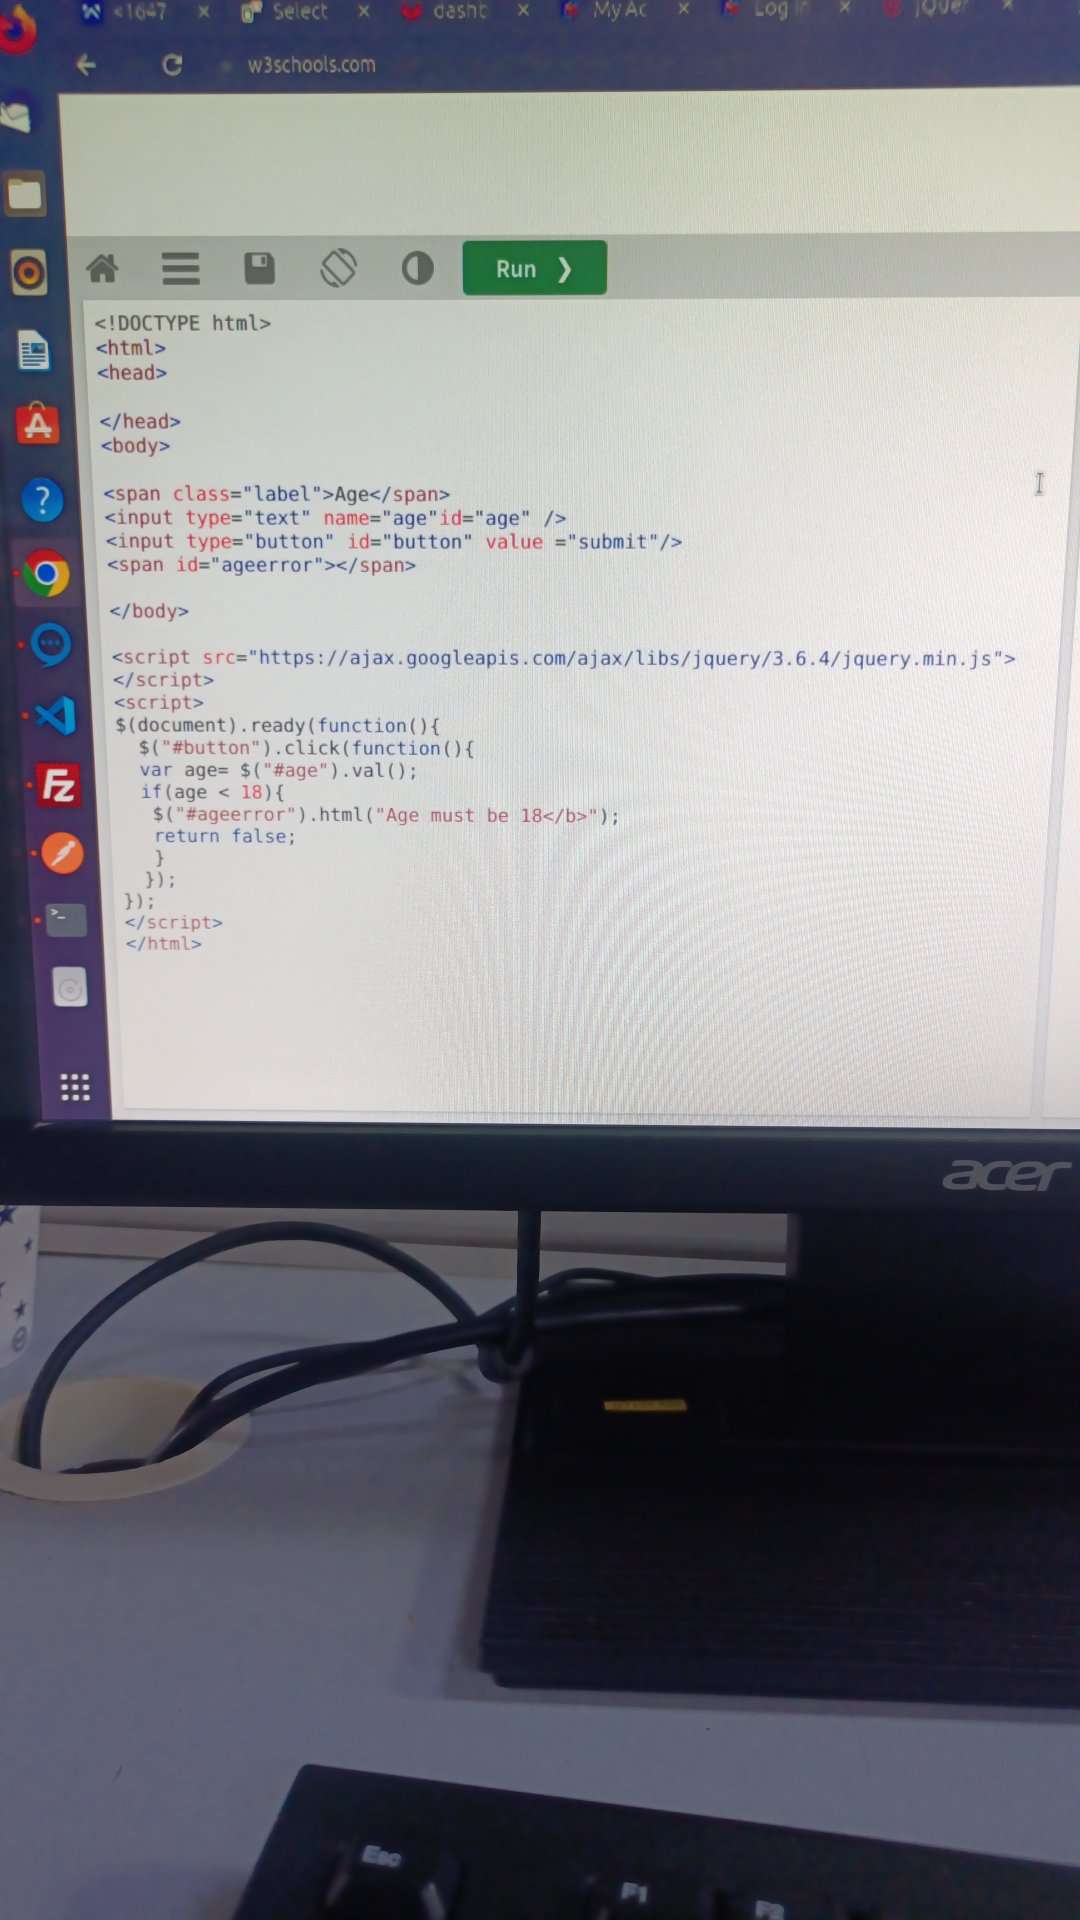 <1647 × Select × dashb × My Ac × Log in × jQuer ×
w3schools.com
Run ❯
<!DOCTYPE html>
<html>
<head>
</head>
<body>
<span class="label">Age</span>
<input type="text" name="age"id="age" />
<input type="button" id="button" value ="submit"/>
<span id="ageerror"></span>
</body>
<script src="https://ajax.googleapis.com/ajax/libs/jquery/3.6.4/jquery.min.js">
</script>
<script>
$(document).ready(function(){
$("#button").click(function(){
var age= $("#age").val();
if(age < 18){
$("#ageerror").html("Age must be 18</b>");
return false;
}
});
});
</script>
</html>
acer
Esc
F1
F2